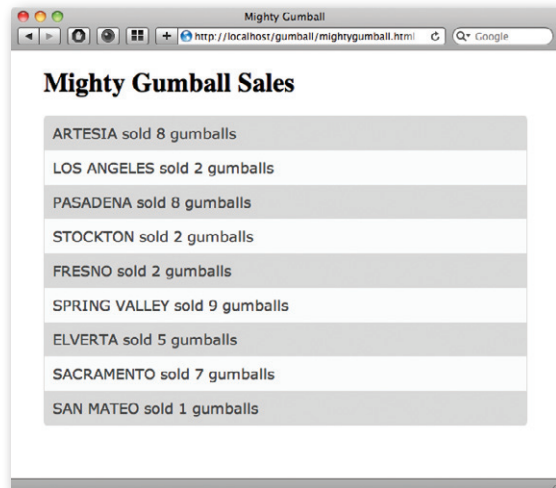 Mighty Gumball
http://localhost/gumball/mightygumball.html
Google
Mighty Gumball Sales
ARTESIA sold 8 gumballs
LOS ANGELES sold 2 gumballs
PASADENA sold 8 gumballs
STOCKTON sold 2 gumballs
FRESNO sold 2 gumballs
SPRING VALLEY sold 9 gumballs
ELVERTA sold 5 gumballs
SACRAMENTO sold 7 gumballs
SAN MATEO sold 1 gumballs